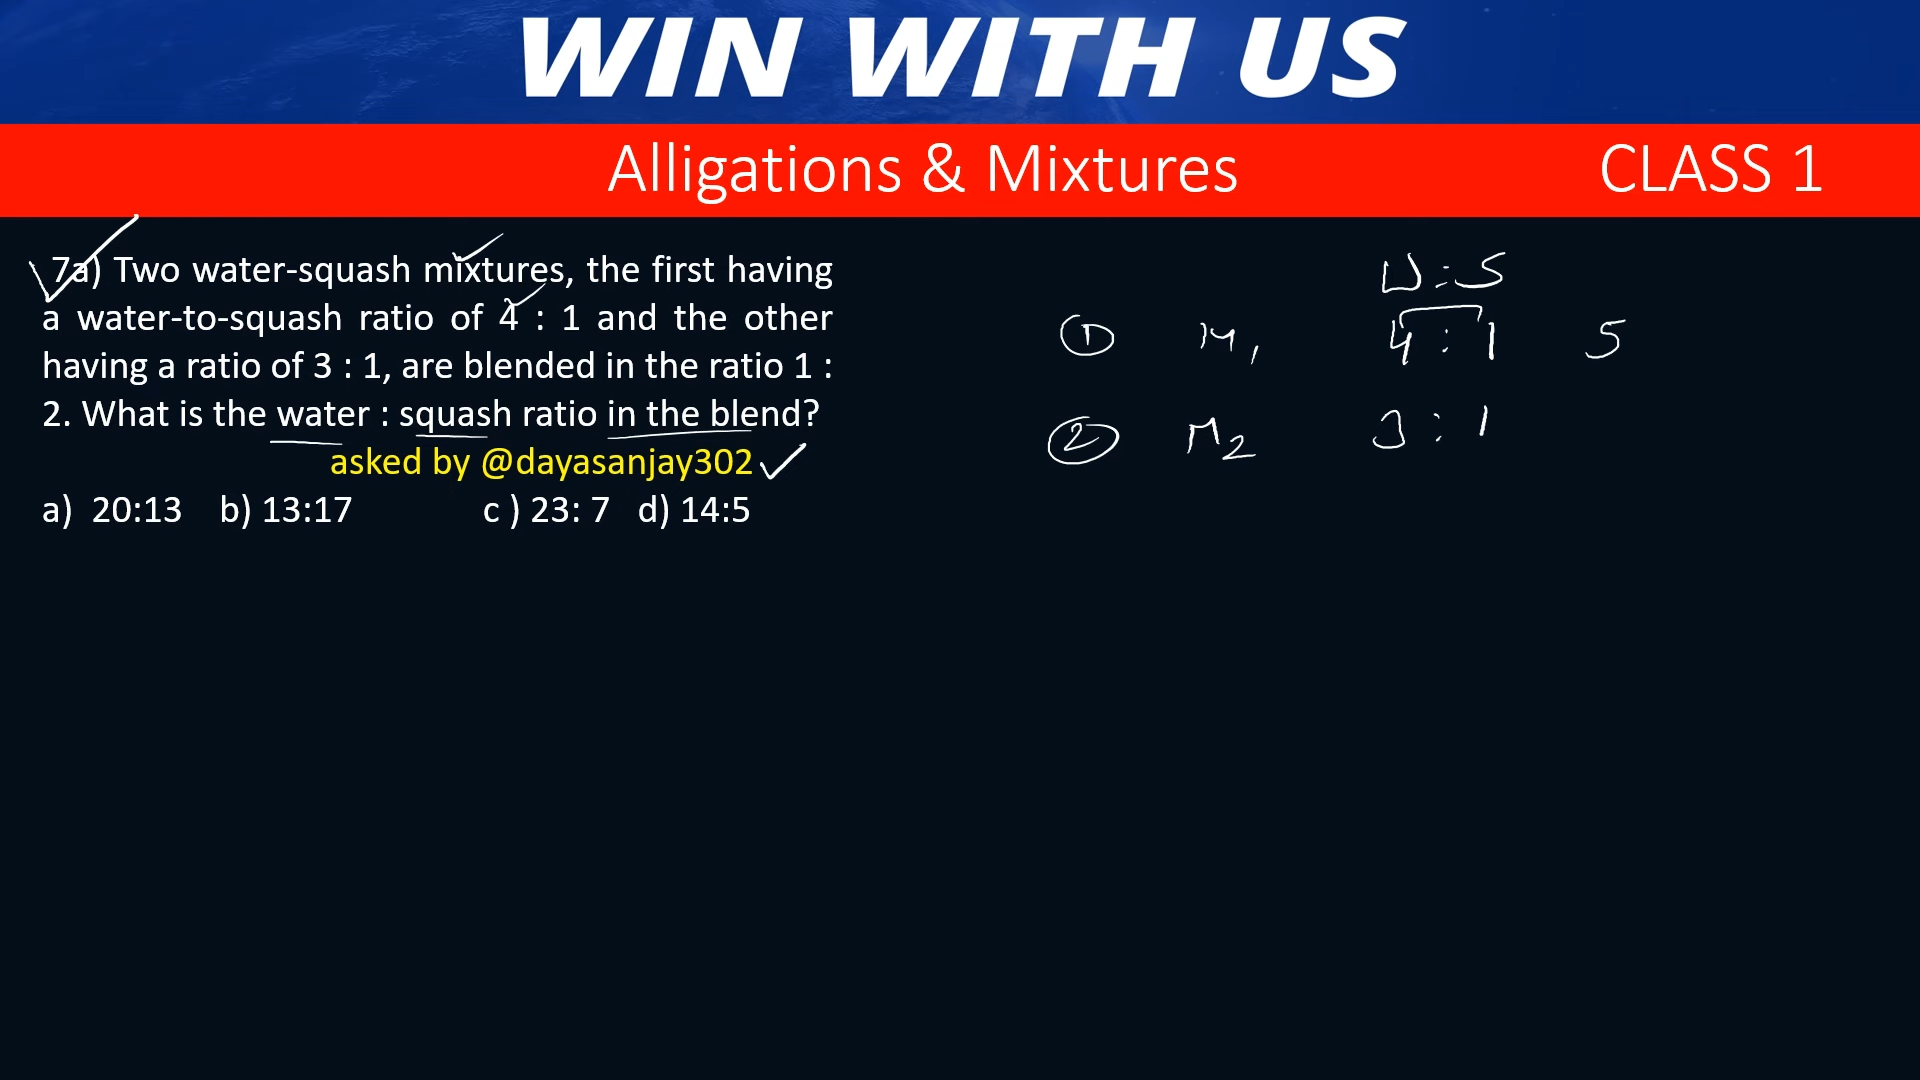 WIN WITH US
Alligations & Mixtures CLASS 1
7a) Two water-squash mixtures, the first having
a water-to-squash ratio of 4 : 1 and the other
having a ratio of 3 : 1, are blended in the ratio 1 :
2. What is the water : squash ratio in the blend?
asked by @dayasanjay302
a) 20:13 b) 13:17 c ) 23: 7 d) 14:5
W : S
1 M1 4 : 1 5
2 M2 3 : 1